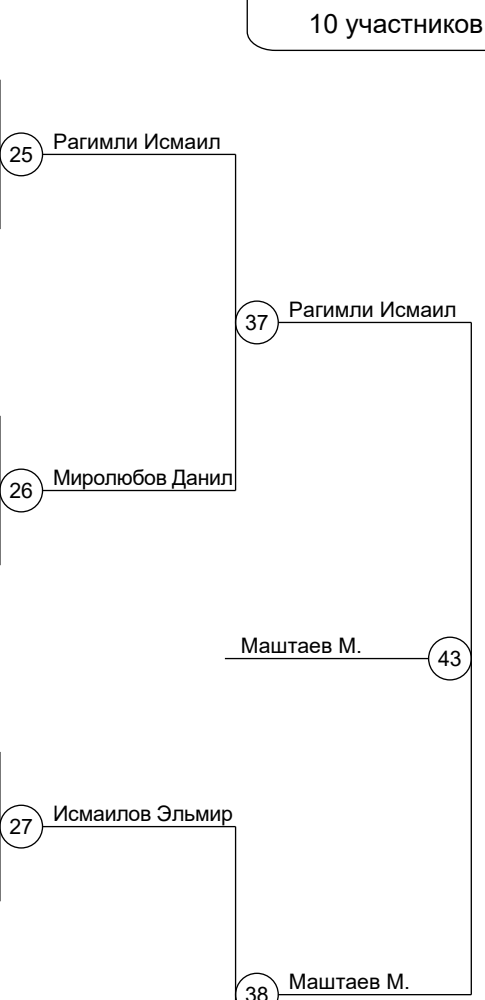 10 участников
25 Рагимли Исмаил
37 Рагимли Исмаил
26 Миролюбов Данил
Маштаев М. 43
27 Исмаилов Эльмир
38 Маштаев М.